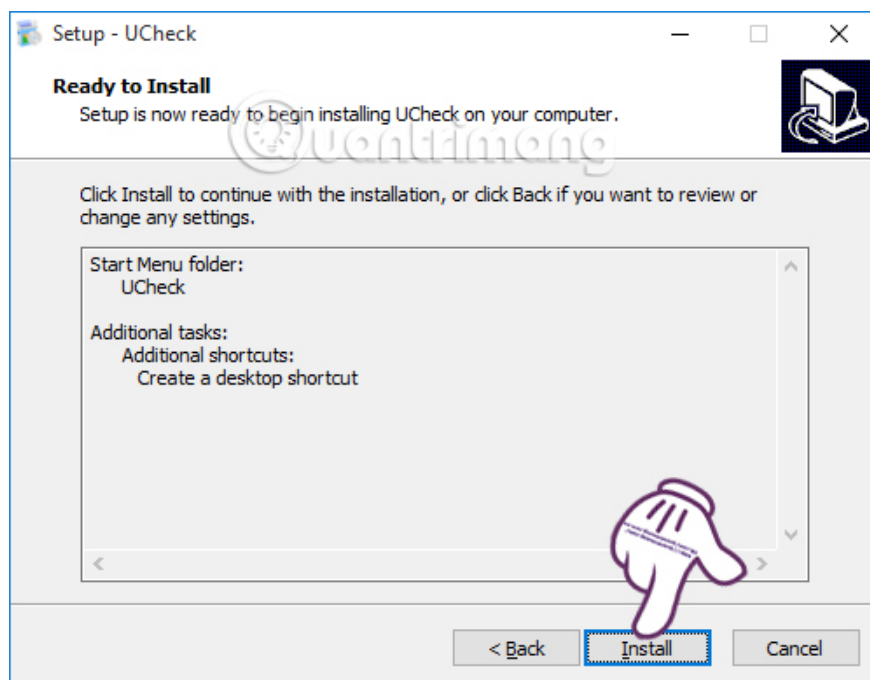 Setup - UCheck
Ready to Install
Setup is now ready to begin installing UCheck on your computer.
Quantrimang
Click Install to continue with the installation, or click Back if you want to review or
change any settings.
Start Menu folder:
UCheck
Additional tasks:
Additional shortcuts:
Create a desktop shortcut
< Back
Install
Cancel